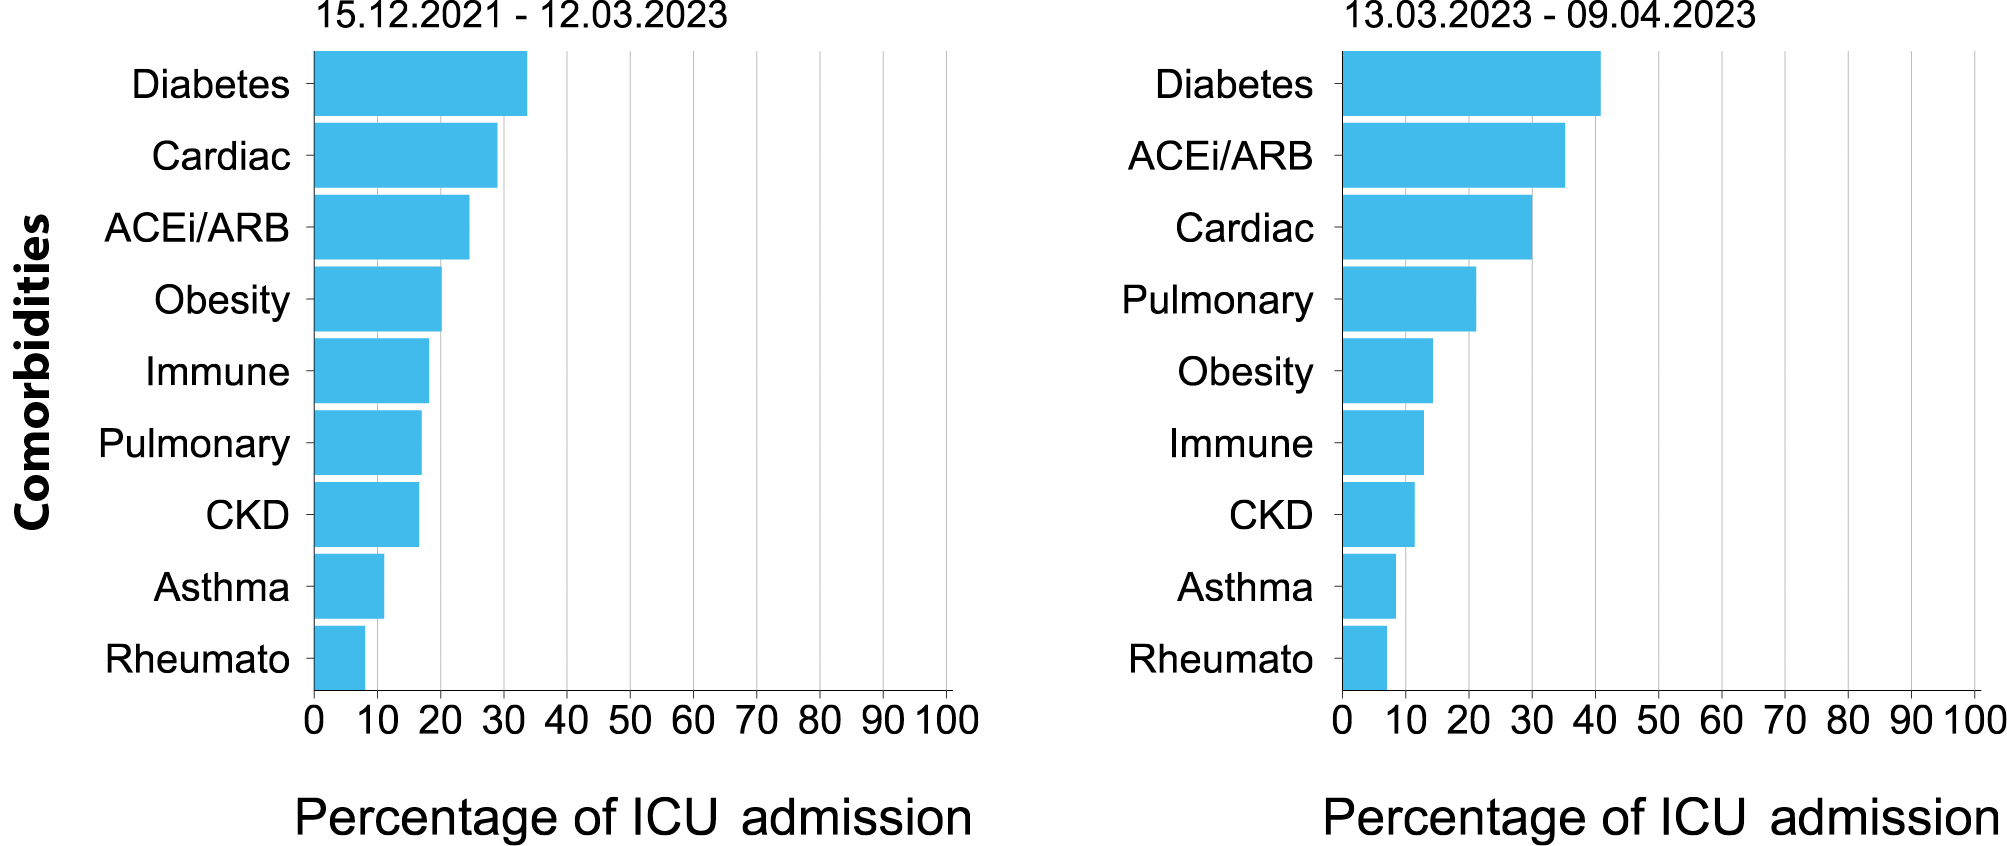 15.12.2021 - 12.03.2023
Comorbidities
Diabetes
Cardiac
ACEi/ARB
Obesity
Immune
Pulmonary
CKD
Asthma
Rheumato
0 10 20 30 40 50 60 70 80 90 100
Percentage of ICU admission
13.03.2023 - 09.04.2023
Diabetes
ACEi/ARB
Cardiac
Pulmonary
Obesity
Immune
CKD
Asthma
Rheumato
0 10 20 30 40 50 60 70 80 90 100
Percentage of ICU admission